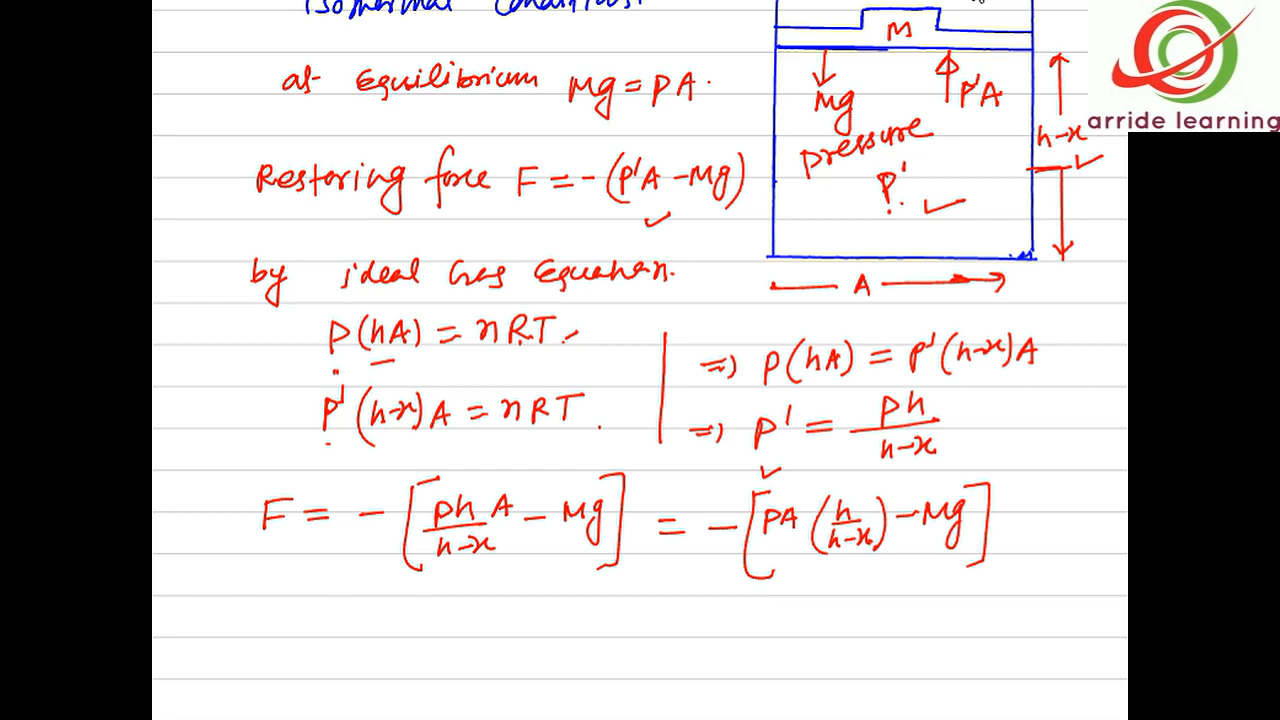 isothermal conditions.
M
at Equilibrium Mg = PA.
Mg
P'A
arride learning
h-x
pressure
P'
Restoring force F = -(P'A - Mg)
by ideal Gas Equation.
A
P(hA) = nRT
P'(h-x)A = nRT.
=> P(hA) = P'(h-x)A
=> P' = Ph/(h-x)
F = -[Ph/(h-x) A - Mg] = -[PA(h/(h-x)) - Mg]